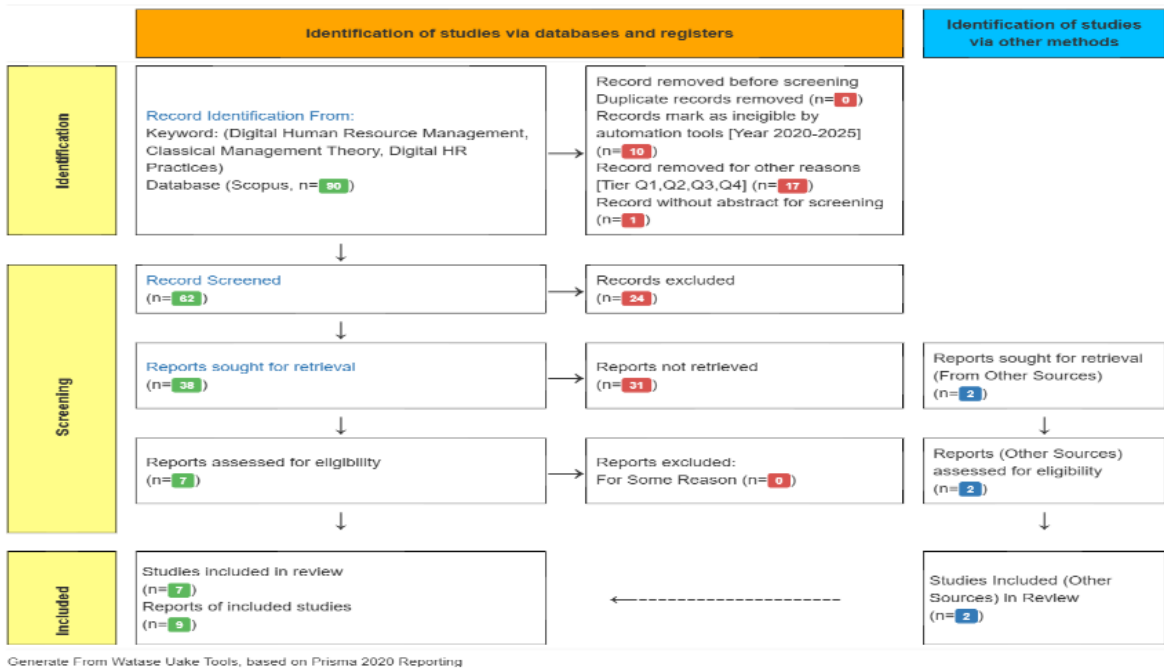 Identification of studies via databases and registers
Identification of studies
via other methods
Identification
Record Identification From:
Keyword: (Digital Human Resource Management,
Classical Management Theory, Digital HR
Practices)
Database (Scopus, n= 90 )
Record removed before screening
Duplicate records removed (n= 0 )
Records mark as ineigible by
automation tools [Year 2020-2025]
(n= 10 )
Record removed for other reasons
[Tier Q1,Q2,Q3,Q4] (n= 17 )
Record without abstract for screening
(n= 1 )
Screening
Record Screened
(n= 62 )
Records excluded
(n= 24 )
Reports sought for retrieval
(n= 38 )
Reports not retrieved
(n= 31 )
Reports sought for retrieval
(From Other Sources)
(n= 2 )
Reports assessed for eligibility
(n= 7 )
Reports excluded:
For Some Reason (n= 0 )
Reports (Other Sources)
assessed for eligibility
(n= 2 )
Included
Studies included in review
(n= 7 )
Reports of included studies
(n= 9 )
Studies Included (Other
Sources) In Review
(n= 2 )
Generate From Watase Uake Tools, based on Prisma 2020 Reporting